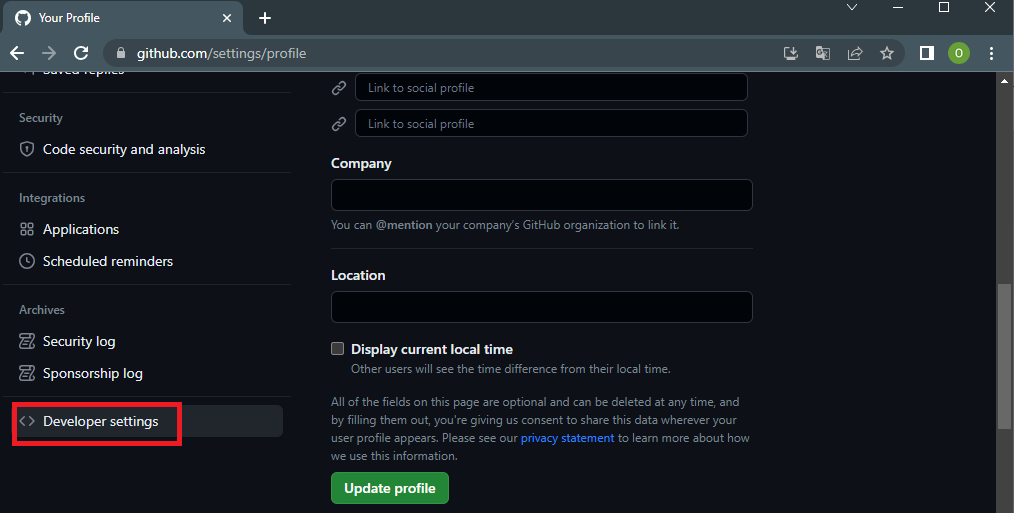 Your Profile
github.com/settings/profile
O
Saved replies
Security
Code security and analysis
Integrations
Applications
Scheduled reminders
Archives
Security log
Sponsorship log
Developer settings
Link to social profile
Link to social profile
Company
You can @mention your company's GitHub organization to link it.
Location
Display current local time
Other users will see the time difference from their local time.
All of the fields on this page are optional and can be deleted at any time, and
by filling them out, you're giving us consent to share this data wherever your
user profile appears. Please see our privacy statement to learn more about how
we use this information.
Update profile